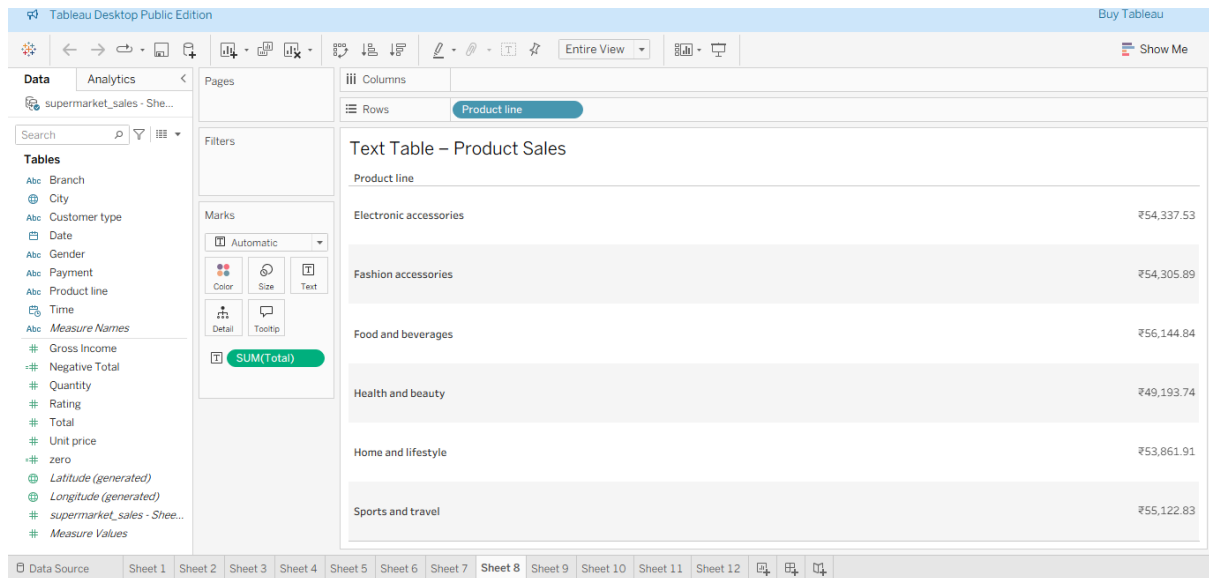 Tableau Desktop Public Edition
Buy Tableau
Entire View
Show Me
Data
Analytics
supermarket_sales - She...
Search
Tables
Abc Branch
City
Abc Customer type
Date
Abc Gender
Abc Payment
Abc Product line
Time
Abc Measure Names
# Gross Income
=# Negative Total
# Quantity
# Rating
# Total
# Unit price
=# zero
Latitude (generated)
Longitude (generated)
# supermarket_sales - Shee...
# Measure Values
Pages
Filters
Marks
T Automatic
Color
Size
T
Text
Detail
Tooltip
T SUM(Total)
Columns
Rows
Product line
Text Table – Product Sales
Product line
Electronic accessories ₹54,337.53
Fashion accessories ₹54,305.89
Food and beverages ₹56,144.84
Health and beauty ₹49,193.74
Home and lifestyle ₹53,861.91
Sports and travel ₹55,122.83
Data Source Sheet 1 Sheet 2 Sheet 3 Sheet 4 Sheet 5 Sheet 6 Sheet 7 Sheet 8 Sheet 9 Sheet 10 Sheet 11 Sheet 12